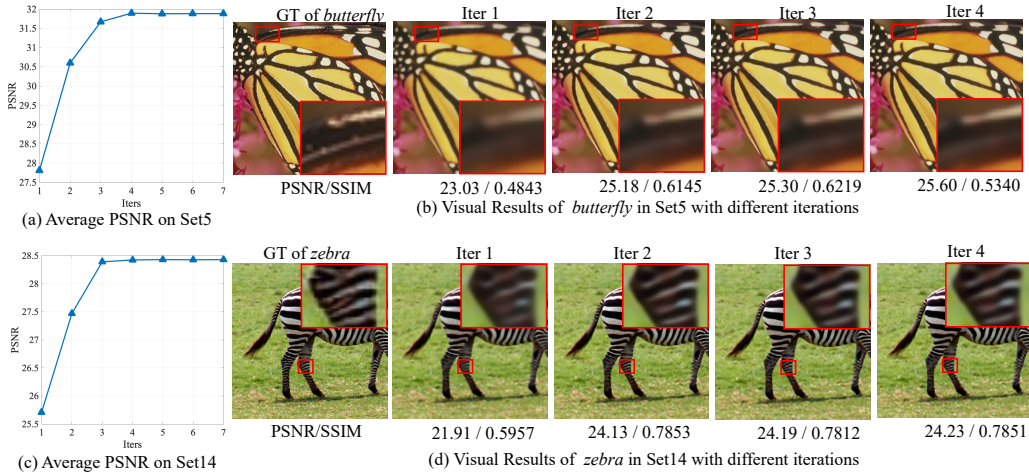 32
31.5
31
30.5
30
29.5
29
28.5
28
27.5
PSNR
1 2 3 4 5 6 7
Iters
(a) Average PSNR on Set5
GT of butterfly Iter 1 Iter 2 Iter 3 Iter 4
PSNR/SSIM 23.03 / 0.4843 25.18 / 0.6145 25.30 / 0.6219 25.60 / 0.5340
(b) Visual Results of butterfly in Set5 with different iterations
28.5
28
27.5
27
26.5
26
25.5
PSNR
1 2 3 4 5 6 7
Iters
(c) Average PSNR on Set14
GT of zebra Iter 1 Iter 2 Iter 3 Iter 4
PSNR/SSIM 21.91 / 0.5957 24.13 / 0.7853 24.19 / 0.7812 24.23 / 0.7851
(d) Visual Results of zebra in Set14 with different iterations